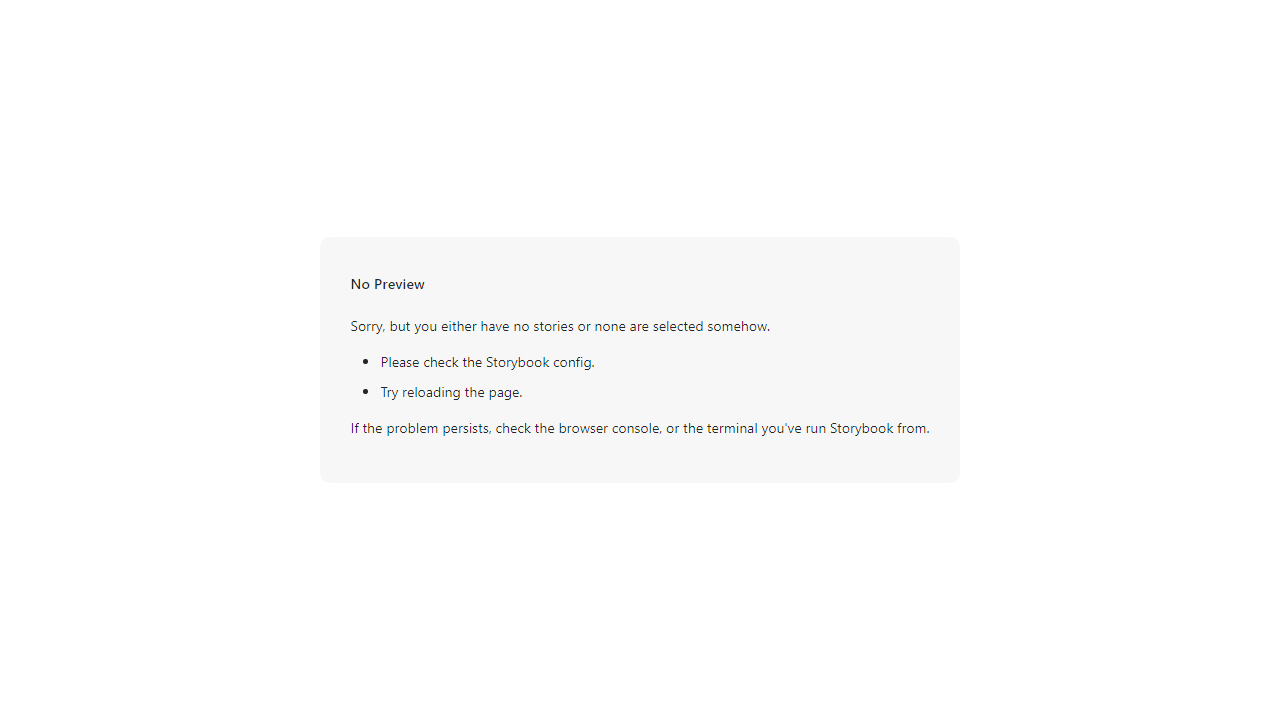 No Preview
Sorry, but you either have no stories or none are selected somehow.
Please check the Storybook config.
Try reloading the page.
If the problem persists, check the browser console, or the terminal you've run Storybook from.